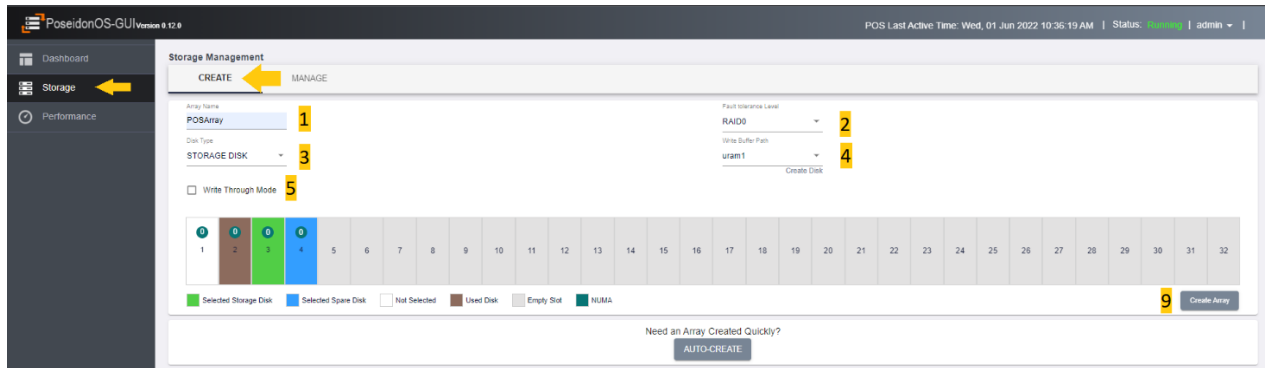 PoseidonOS-GUI Version 0.12.0
POS Last Active Time: Wed, 01 Jun 2022 10:36:19 AM | Status: Running | admin |
Dashboard
Storage
Performance
Storage Management
CREATE MANAGE
Array Name
POSArray 1
Fault tolerance Level
RAID0 2
Disk Type
STORAGE DISK 3
Write Buffer Path
uram1 4
Create Disk
Write Through Mode 5
0 0 0 0
1 2 3 4 5 6 7 8 9 10 11 12 13 14 15 16 17 18 19 20 21 22 23 24 25 26 27 28 29 30 31 32
Selected Storage Disk Selected Spare Disk Not Selected Used Disk Empty Slot NUMA
9 Create Array
Need an Array Created Quickly?
AUTO-CREATE